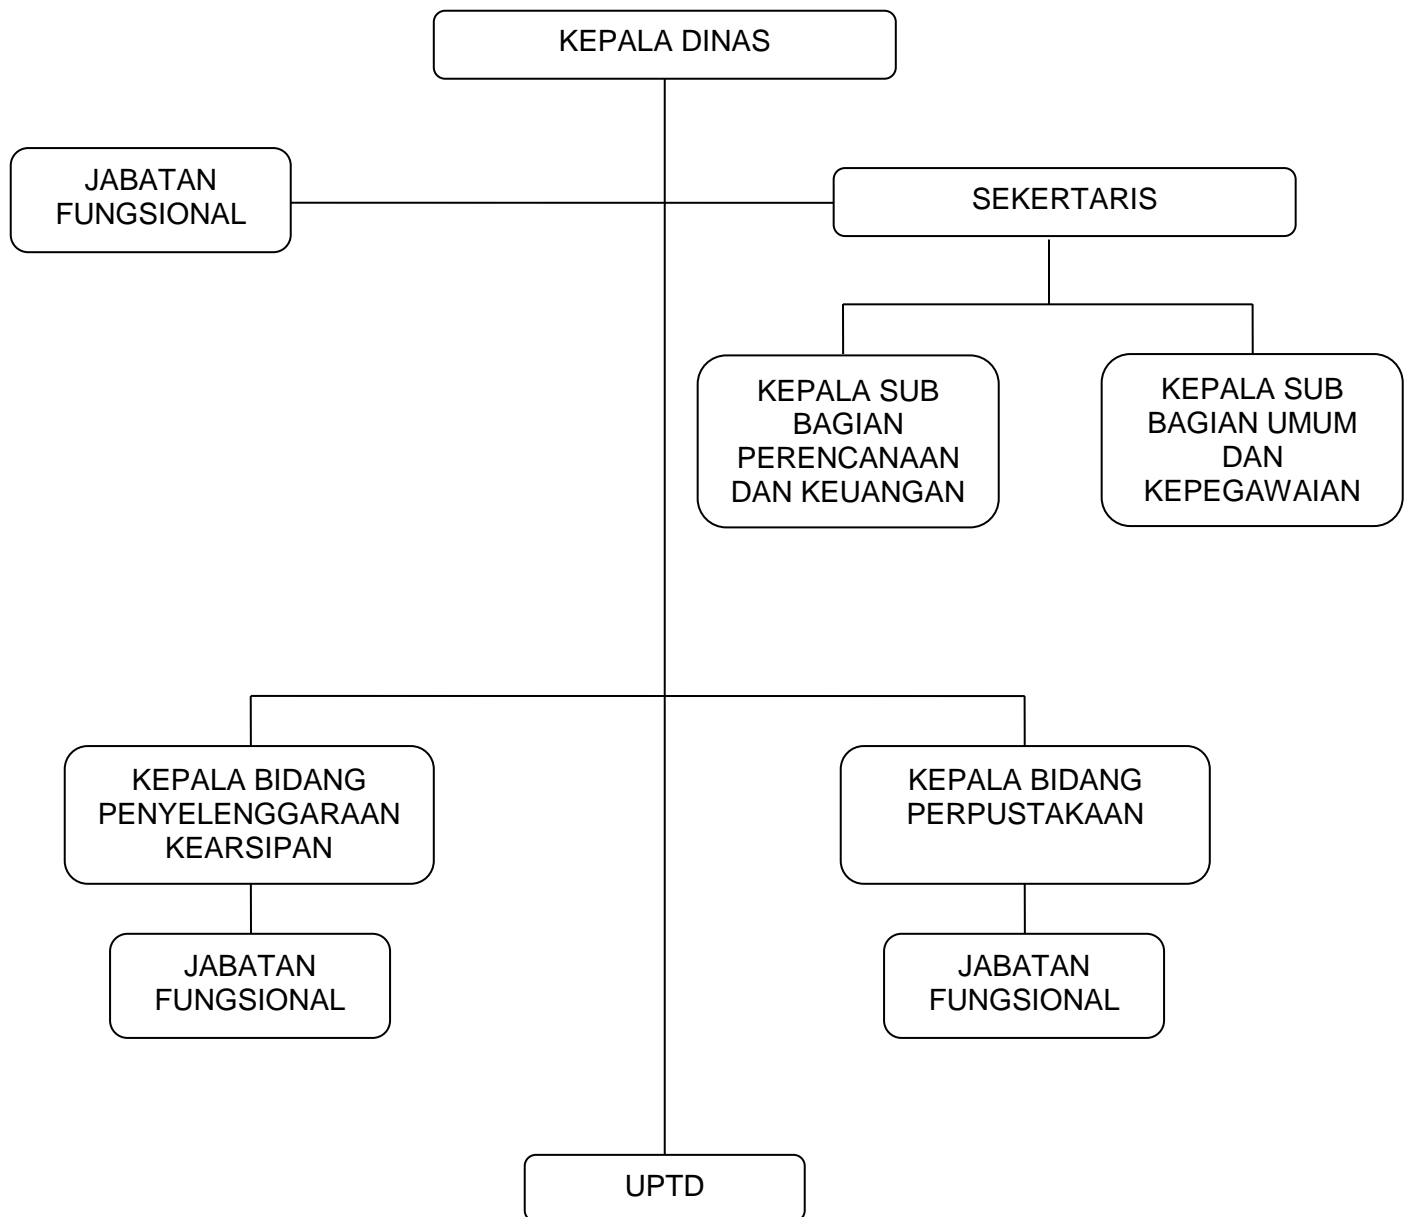 KEPALA DINAS
JABATAN
FUNGSIONAL
SEKERTARIS
KEPALA SUB
BAGIAN
PERENCANAAN
DAN KEUANGAN
KEPALA SUB
BAGIAN UMUM
DAN
KEPEGAWAIAN
KEPALA BIDANG
PENYELENGGARAAN
KEARSIPAN
KEPALA BIDANG
PERPUSTAKAAN
JABATAN
FUNGSIONAL
JABATAN
FUNGSIONAL
UPTD